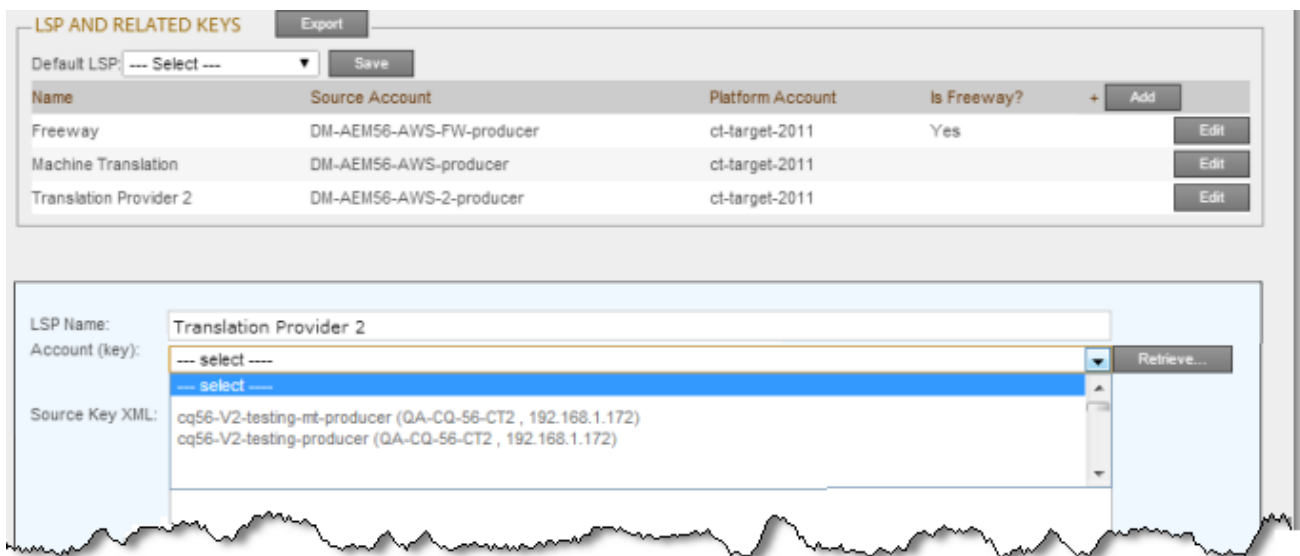 LSP AND RELATED KEYS Export
Default LSP: --- Select --- Save
Name Source Account Platform Account Is Freeway? + Add
Freeway DM-AEM56-AWS-FW-producer ct-target-2011 Yes Edit
Machine Translation DM-AEM56-AWS-producer ct-target-2011 Edit
Translation Provider 2 DM-AEM56-AWS-2-producer ct-target-2011 Edit
LSP Name: Translation Provider 2
Account (key): --- select ---- Retrieve...
--- select ----
Source Key XML: cq56-V2-testing-mt-producer (QA-CQ-56-CT2 , 192.168.1.172)
cq56-V2-testing-producer (QA-CQ-56-CT2 , 192.168.1.172)